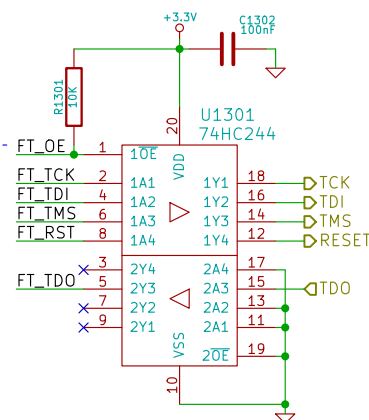 +3.3V
C1302
100nF
R1301
10K
U1301
74HC244
20
VDD
FT_OE 1 1OE
FT_TCK 2 1A1 1Y1 18 TCK
FT_TDI 4 1A2 1Y2 16 TDI
FT_TMS 6 1A3 1Y3 14 TMS
FT_RST 8 1A4 1Y4 12 RESET
3 2Y4 2A4 17
FT_TDO 5 2Y3 2A3 15 TDO
7 2Y2 2A2 13
9 2Y1 2A1 11
2OE 19
VSS
10